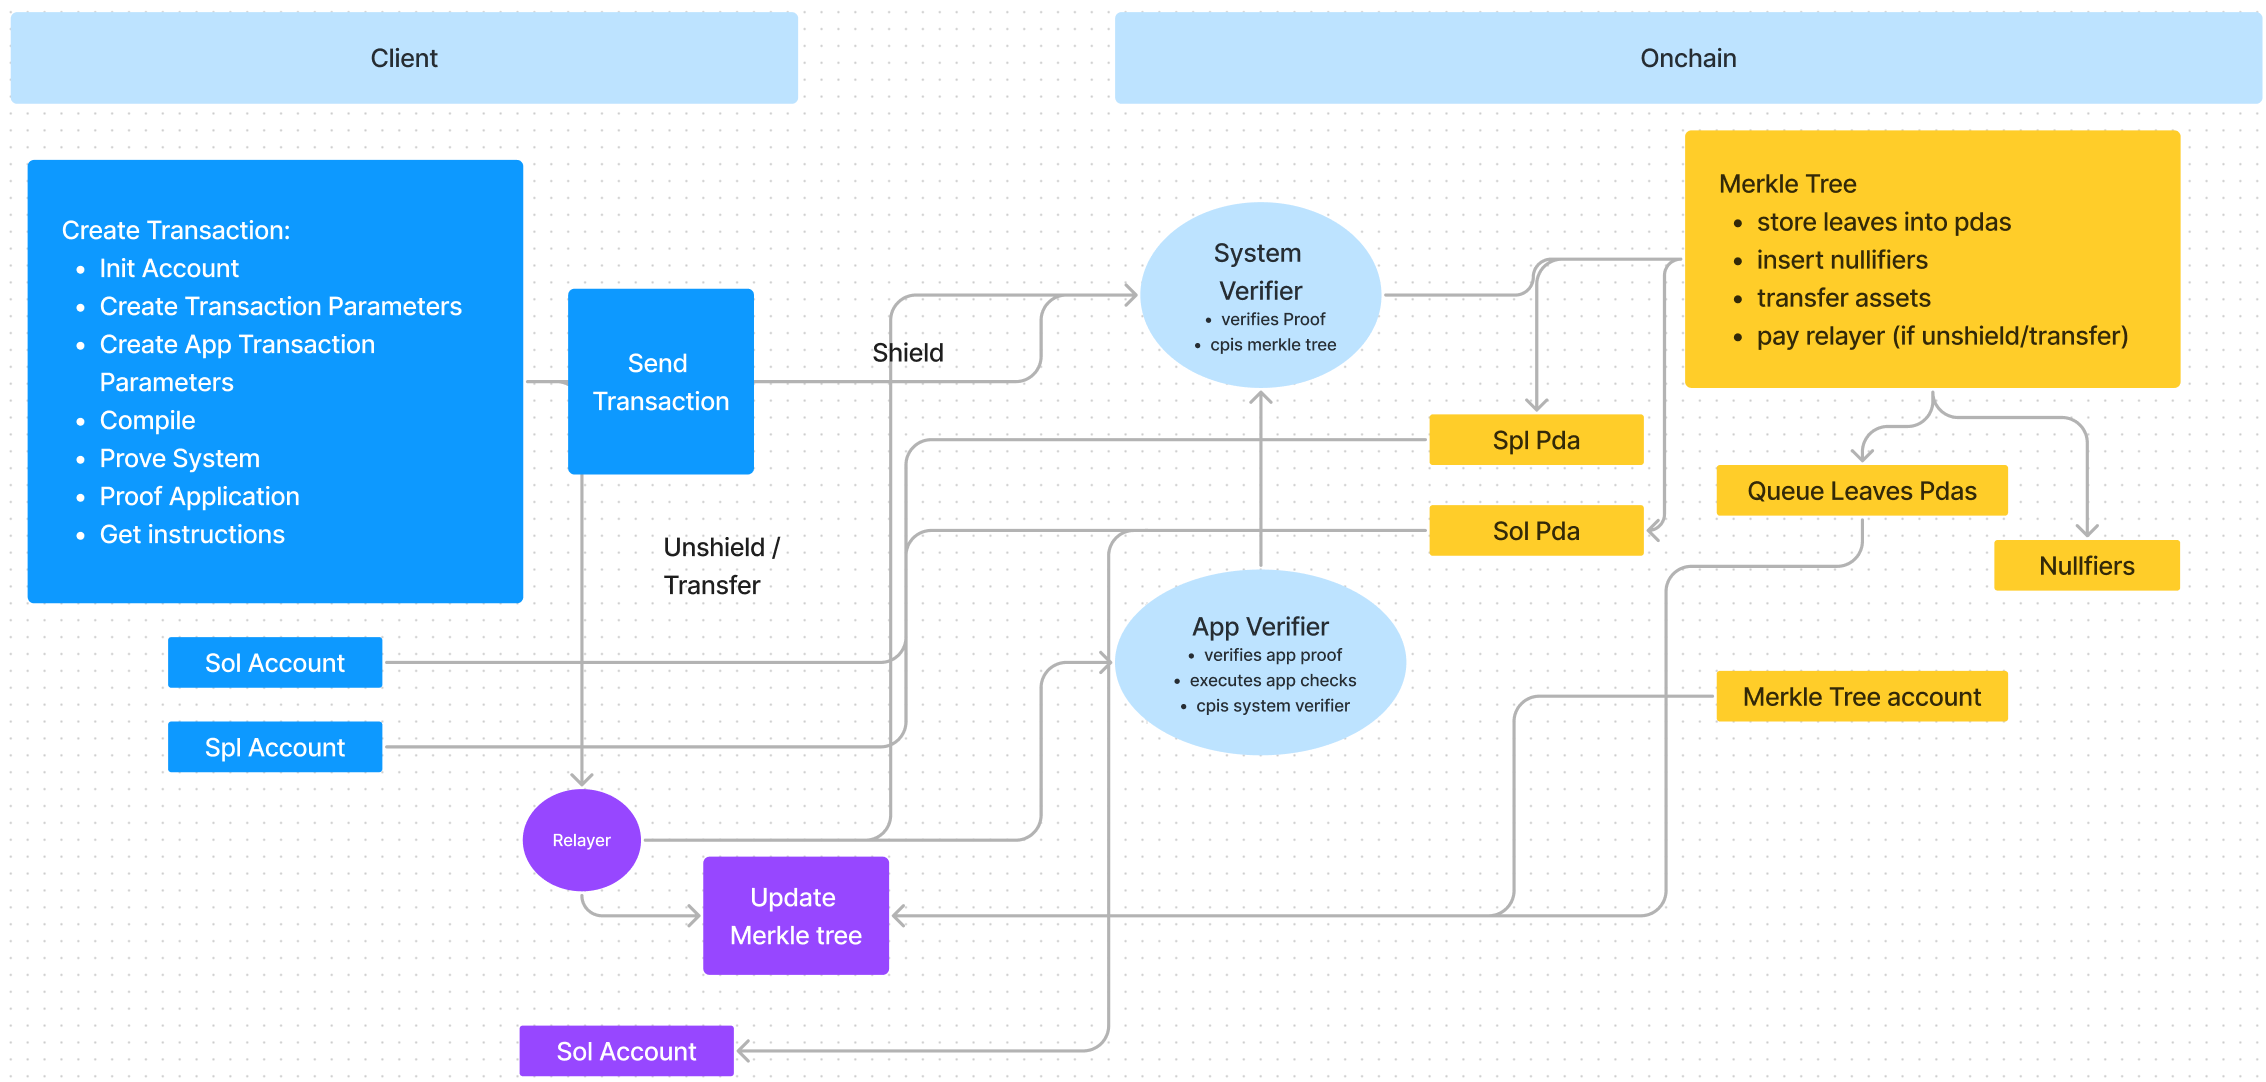 Client
Onchain
Create Transaction:
• Init Account
• Create Transaction Parameters
• Create App Transaction
Parameters
• Compile
• Prove System
• Proof Application
• Get instructions
Send
Transaction
Shield
Unshield /
Transfer
System
Verifier
• verifies Proof
• cpis merkle tree
Merkle Tree
• store leaves into pdas
• insert nullifiers
• transfer assets
• pay relayer (if unshield/transfer)
Spl Pda
Sol Pda
Queue Leaves Pdas
Nullfiers
App Verifier
• verifies app proof
• executes app checks
• cpis system verifier
Merkle Tree account
Sol Account
Spl Account
Relayer
Update
Merkle tree
Sol Account